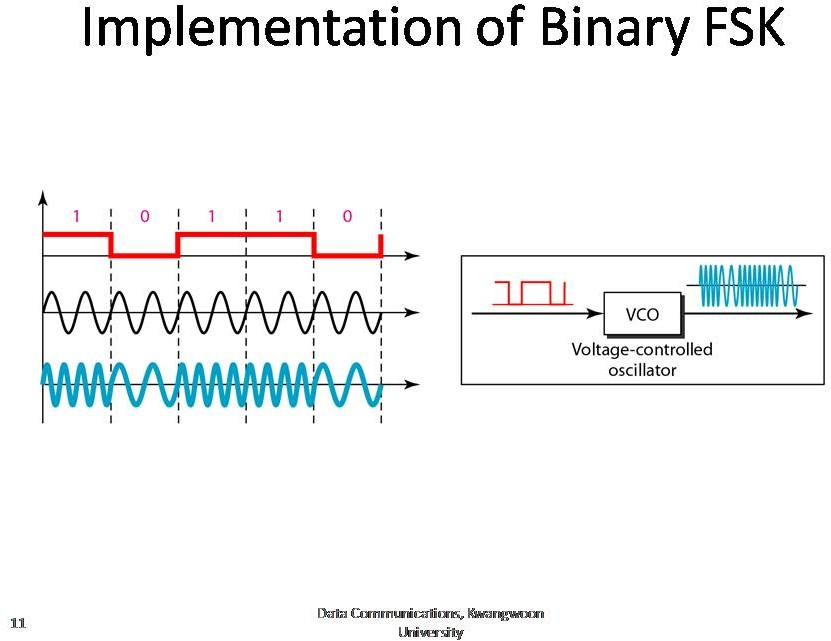 Implementation of Binary FSK
1 0 1 1 0
VCO
Voltage-controlled
oscillator
11
Data Communications, Kwangwoon
University